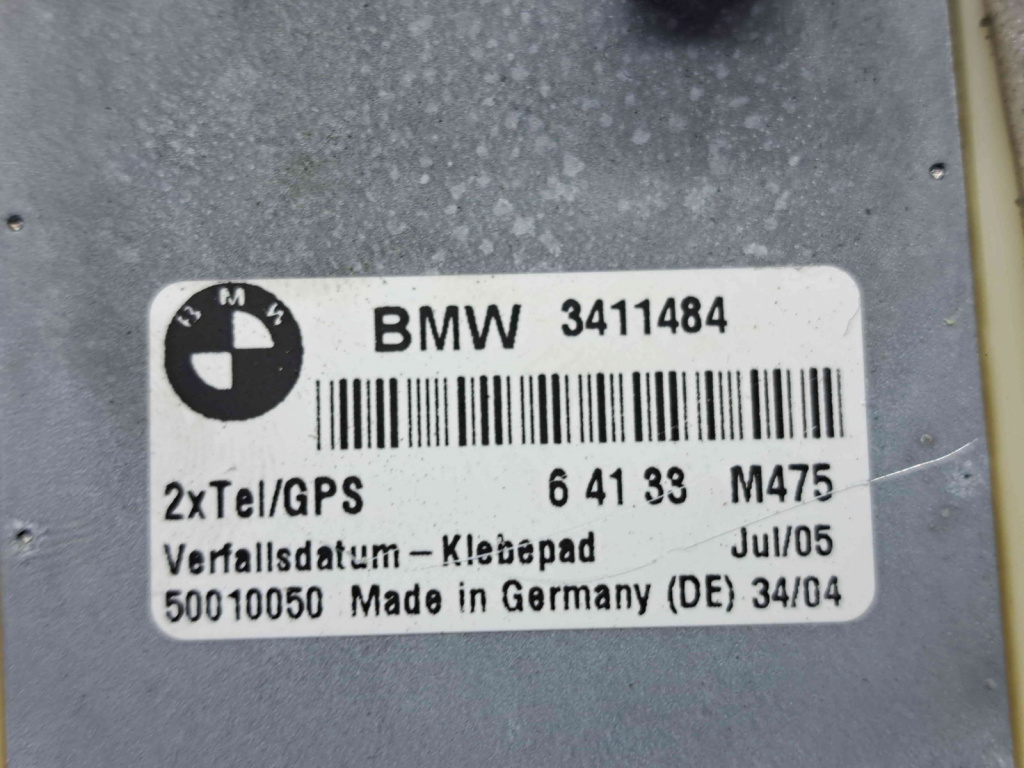 BMW
BMW 3411484
2xTel/GPS 6 41 33 M475
Verfallsdatum – Klebepad Jul/05
50010050 Made in Germany (DE) 34/04